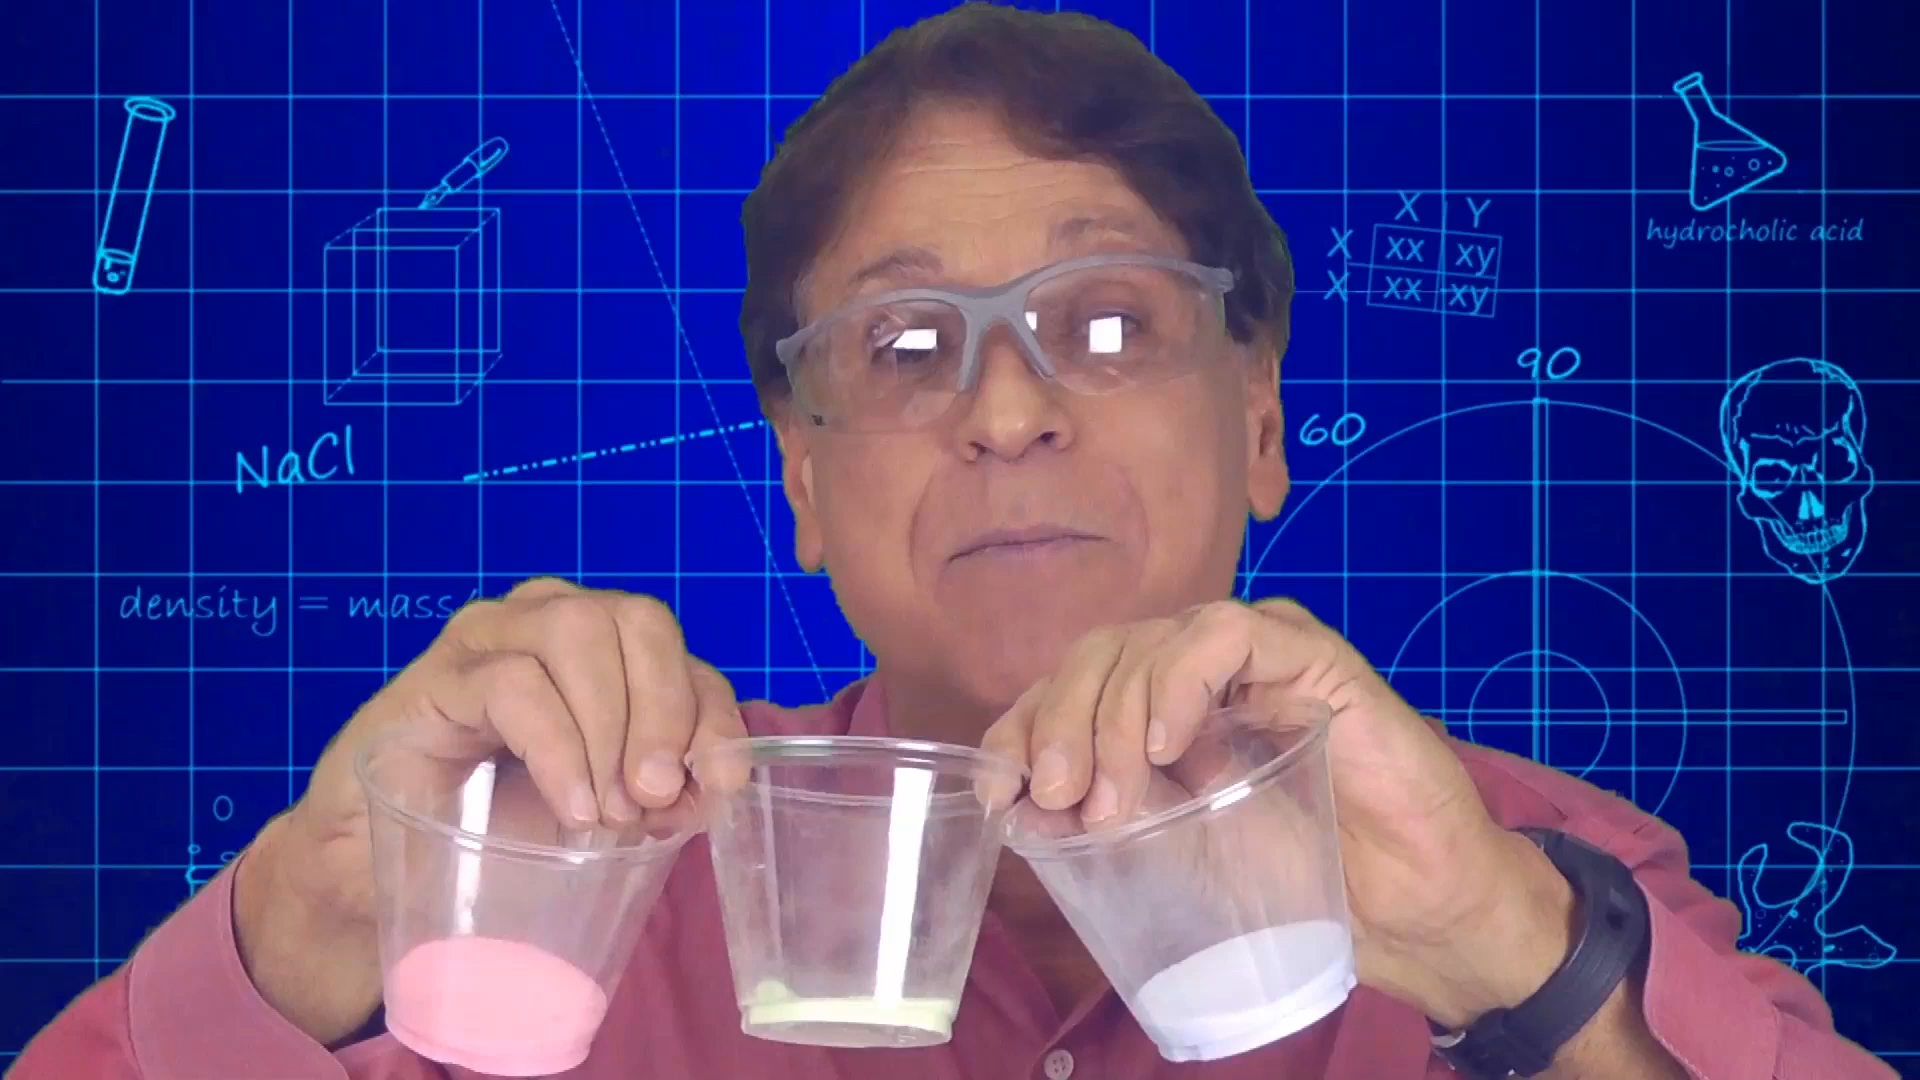 X Y
X xx xy
X xx xy
hydrocholic acid
90
60
NaCl
density = mass/
0